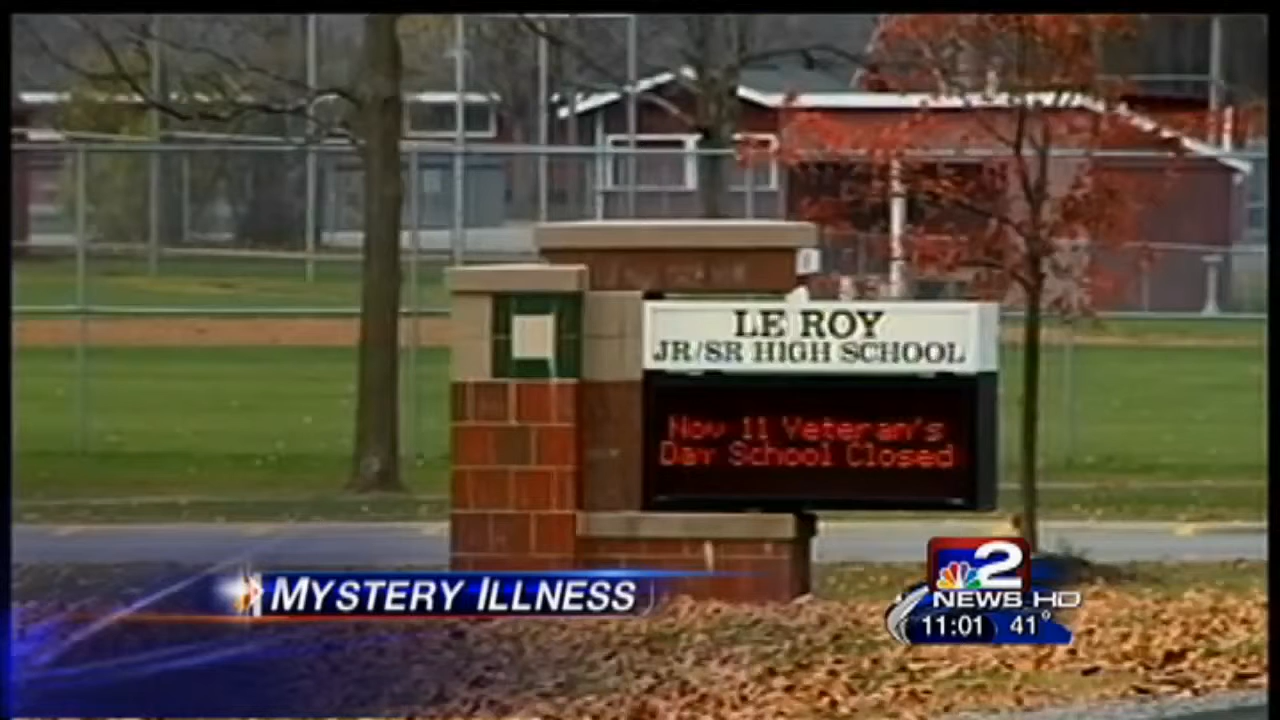 LE ROY
JR/SR HIGH SCHOOL
Nov 11 Veteran's
Day School Closed
MYSTERY ILLNESS
2
NEWS HD
11:01 41°